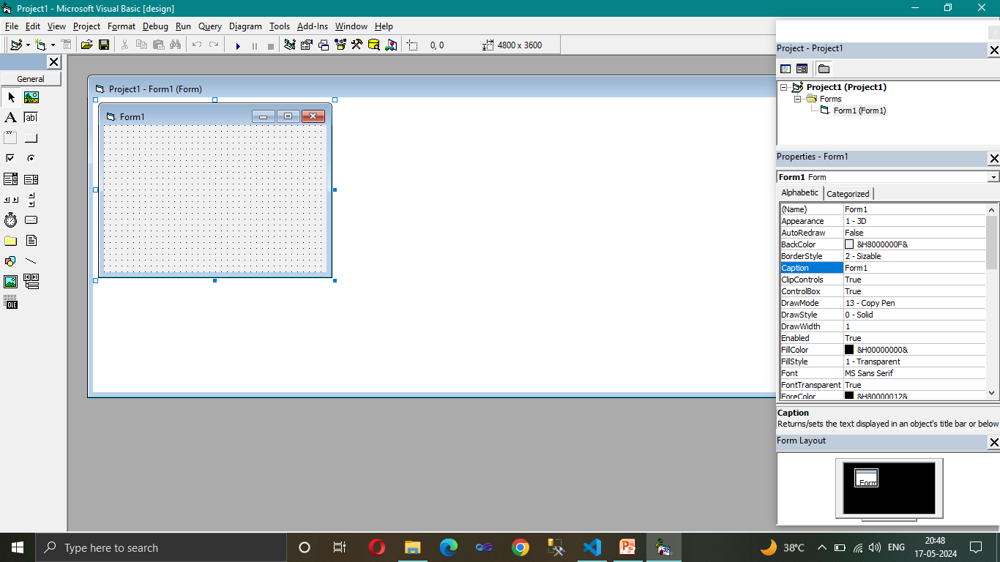 Project1 - Microsoft Visual Basic [design]
File Edit View Project Format Debug Run Query Diagram Tools Add-Ins Window Help
0, 0 4800 x 3600
General
A ab|
XY
OLE
Project1 - Form1 (Form)
Form1
Project - Project1
Project1 (Project1)
Forms
Form1 (Form1)
Properties - Form1
Form1 Form
Alphabetic Categorized
(Name) Form1
Appearance 1 - 3D
AutoRedraw False
BackColor &H8000000F&
BorderStyle 2 - Sizable
Caption Form1
ClipControls True
ControlBox True
DrawMode 13 - Copy Pen
DrawStyle 0 - Solid
DrawWidth 1
Enabled True
FillColor &H00000000&
FillStyle 1 - Transparent
Font MS Sans Serif
FontTransparent True
ForeColor &H80000012&
Caption
Returns/sets the text displayed in an object's title bar or below
Form Layout
Form
Type here to search
38°C
ENG
20:48
17-05-2024